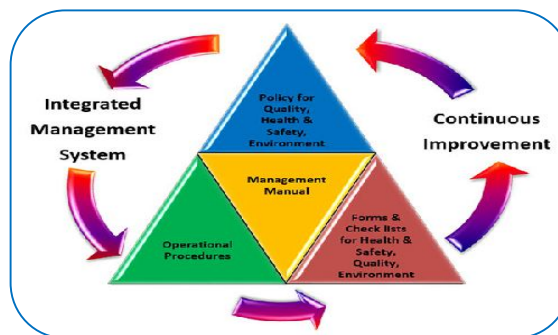 Policy for
Quality,
Health &
Safety,
Environment
Integrated
Management
System
Continuous
Improvement
Management
Manual
Operational
Procedures
Forms &
Check lists
for Health &
Safety,
Quality,
Environment